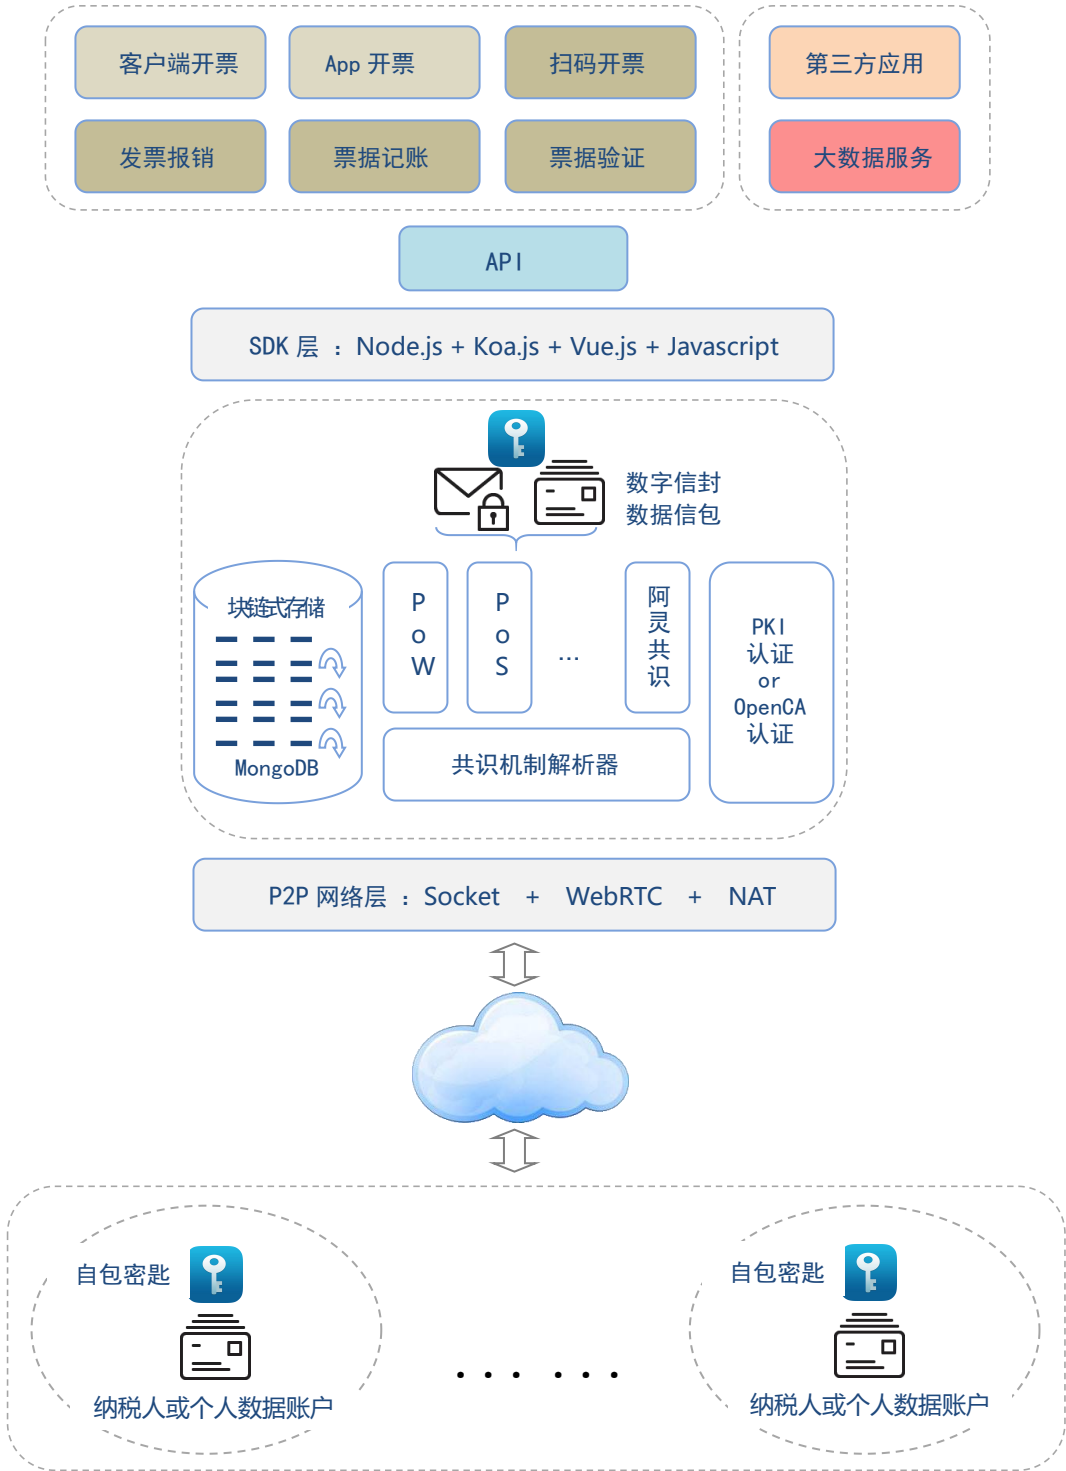 客户端开票
App 开票
扫码开票
第三方应用
发票报销
票据记账
票据验证
大数据服务
API
SDK 层 : Node.js + Koa.js + Vue.js + Javascript
数字信封
数据信包
块链式存储
MongoDB
PoW
PoS
...
阿灵共识
共识机制解析器
PKI
认证
or
OpenCA
认证
P2P 网络层 : Socket + WebRTC + NAT
自包密匙
纳税人或个人数据账户
... ...
自包密匙
纳税人或个人数据账户